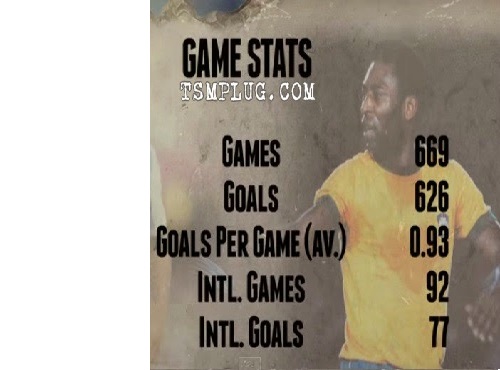 GAME STATS
TSMPLUG.COM
GAMES 669
GOALS 626
GOALS PER GAME (AV.) 0.93
INTL. GAMES 92
INTL. GOALS 77